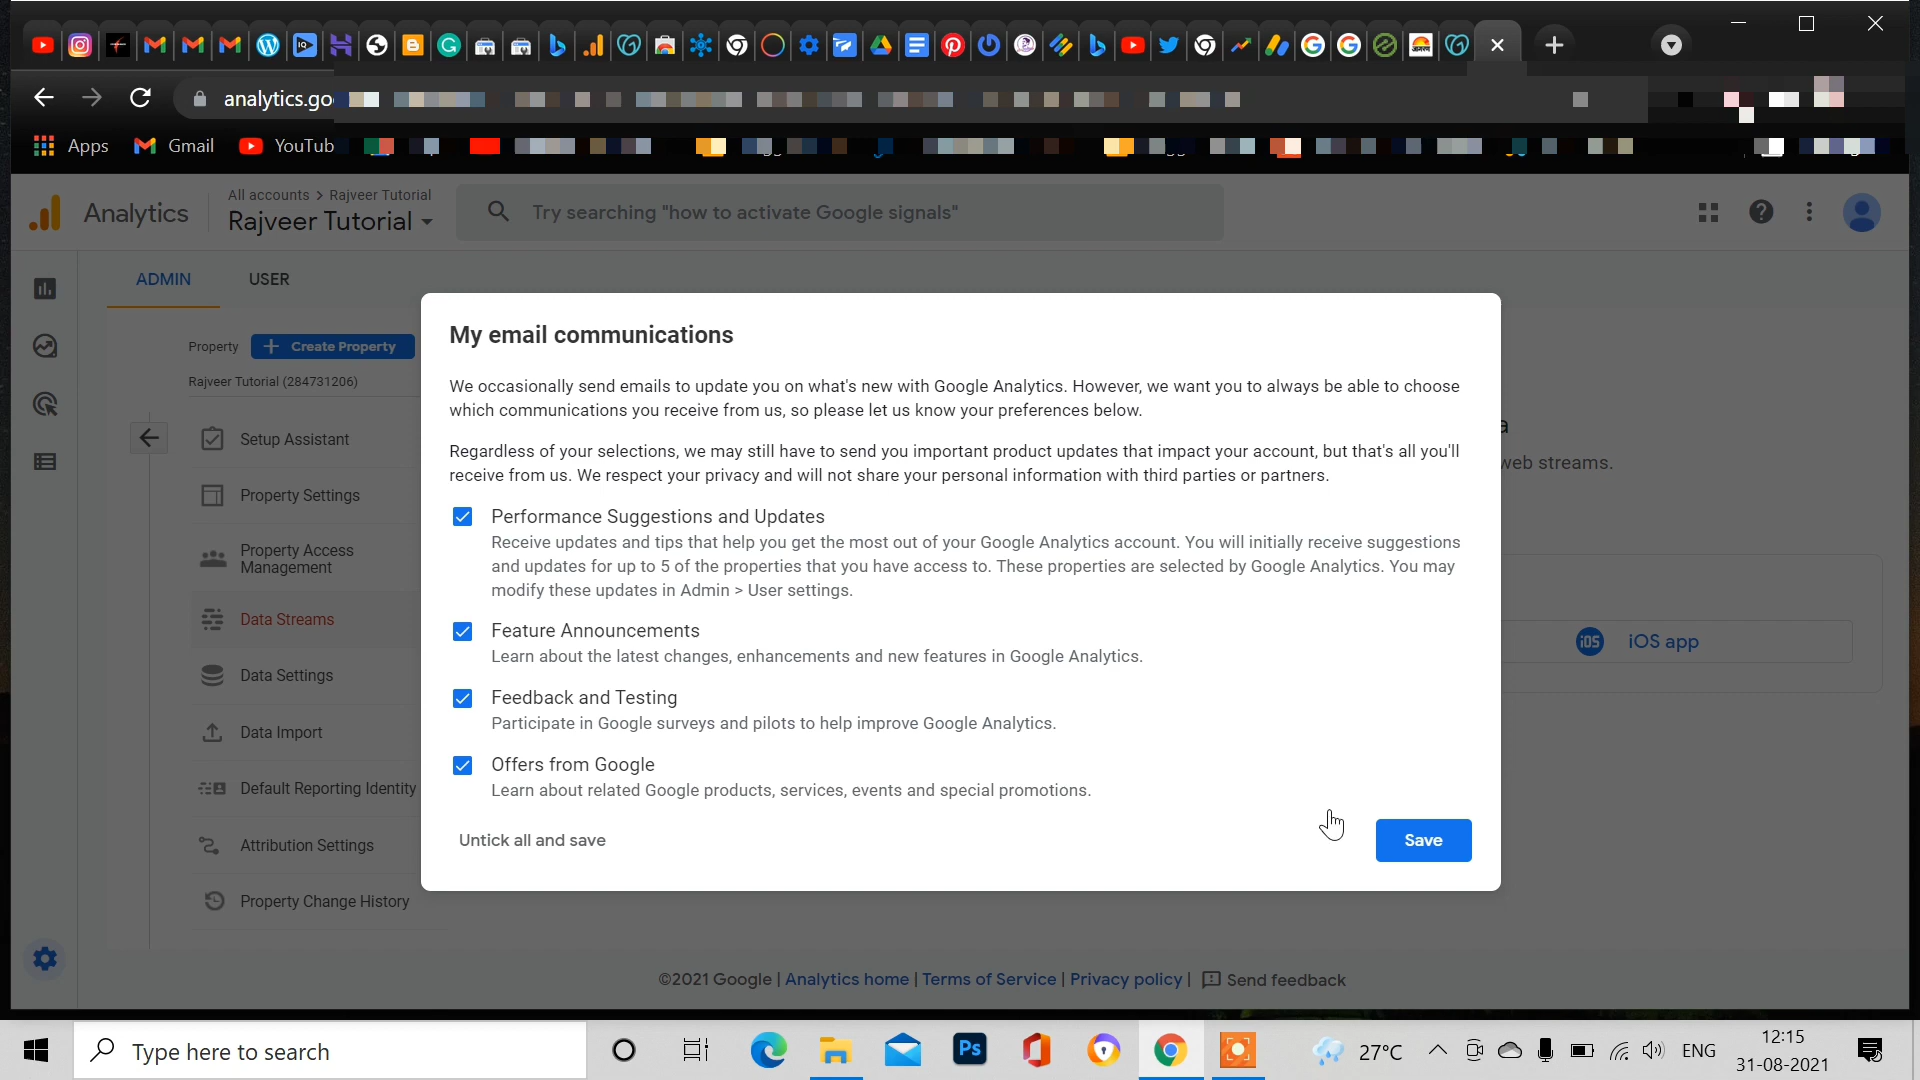 analytics.go
Apps Gmail YouTub
Analytics
All accounts > Rajveer Tutorial
Rajveer Tutorial
Try searching "how to activate Google signals"
ADMIN USER
Property + Create Property
Rajveer Tutorial (284731206)
Setup Assistant
Property Settings
Property Access
Management
Data Streams
Data Settings
Data Import
Default Reporting Identity
Attribution Settings
Property Change History
My email communications
We occasionally send emails to update you on what's new with Google Analytics. However, we want you to always be able to choose
which communications you receive from us, so please let us know your preferences below.
Regardless of your selections, we may still have to send you important product updates that impact your account, but that's all you'll
receive from us. We respect your privacy and will not share your personal information with third parties or partners.
Performance Suggestions and Updates
Receive updates and tips that help you get the most out of your Google Analytics account. You will initially receive suggestions
and updates for up to 5 of the properties that you have access to. These properties are selected by Google Analytics. You may
modify these updates in Admin > User settings.
Feature Announcements
Learn about the latest changes, enhancements and new features in Google Analytics.
Feedback and Testing
Participate in Google surveys and pilots to help improve Google Analytics.
Offers from Google
Learn about related Google products, services, events and special promotions.
Untick all and save
Save
a
web streams.
iOS iOS app
©2021 Google | Analytics home | Terms of Service | Privacy policy | Send feedback
Type here to search
Ps
27°C
ENG
12:15
31-08-2021